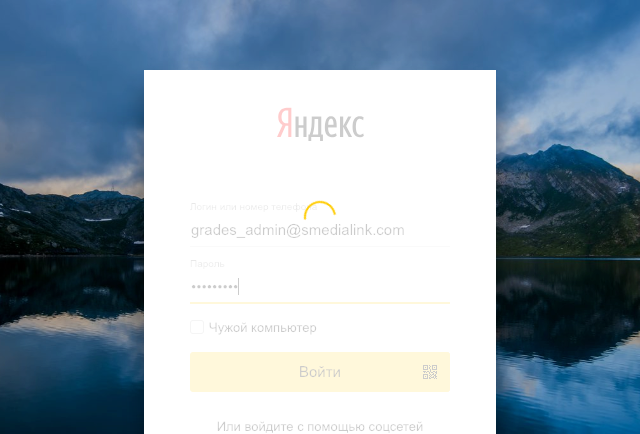 Яндекс
Логин или номер телефона
grades_admin@smedialink.com
Пароль
•••••••••
Чужой компьютер
Войти
Или войдите с помощью соцсетей